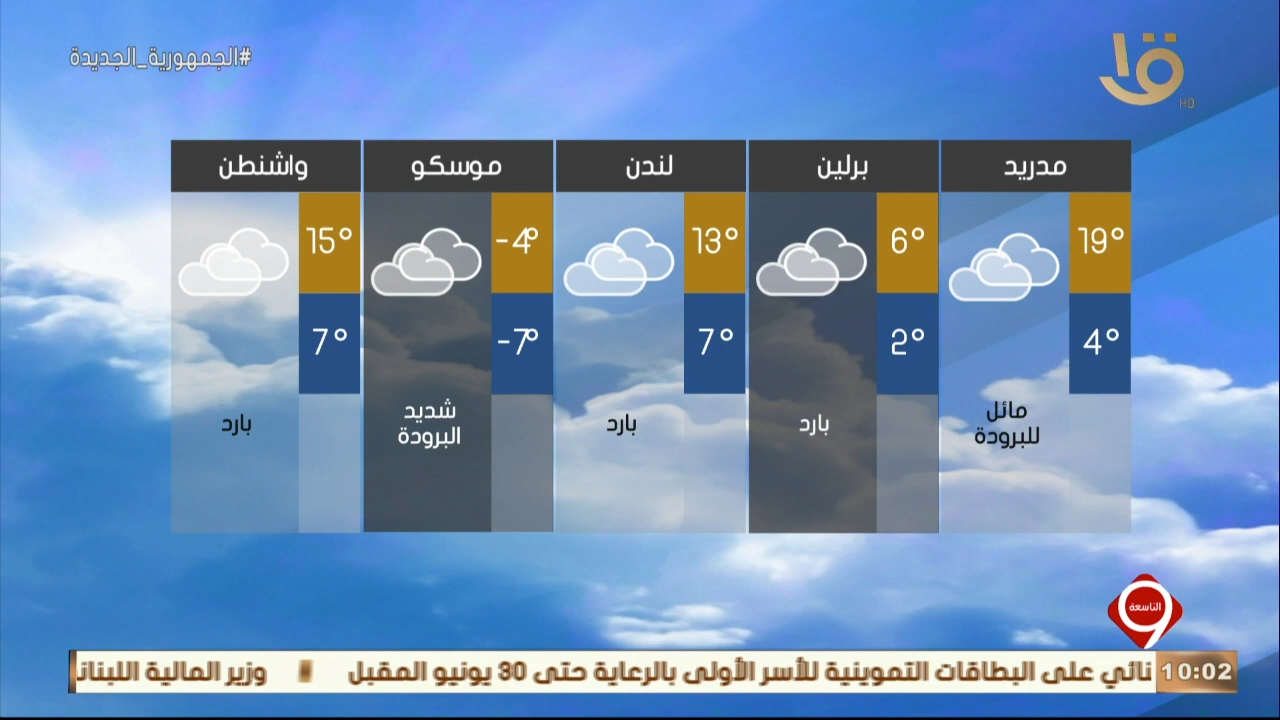 #الجمهورية_الجديدة
HD
مدريد
19°
4°
مائل
للبرودة
برلين
6°
2°
بارد
لندن
13°
7°
بارد
موسكو
-4°
-7°
شديد
البرودة
واشنطن
15°
7°
بارد
التاسعة
9
10:02
نائي على البطاقات التموينية للأسر الأولى بالرعاية حتى 30 يونيو المقبل وزير المالية اللبنان